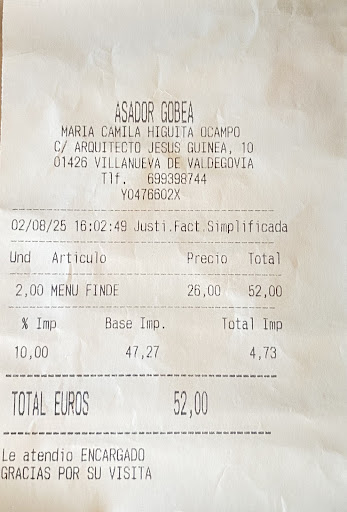 ASADOR GOBEA
MARIA CAMILA HIGUITA OCAMPO
C/ ARQUITECTO JESUS GUINEA, 10
01426 VILLANUEVA DE VALDEGOVIA
Tlf. 699398744
Y0476602X
02/08/25 16:02:49 Justi.Fact.Simplificada
Und Articulo Precio Total
2,00 MENU FINDE 26,00 52,00
% Imp Base Imp. Total Imp
10,00 47,27 4,73
TOTAL EUROS 52,00
Le atendio ENCARGADO
GRACIAS POR SU VISITA